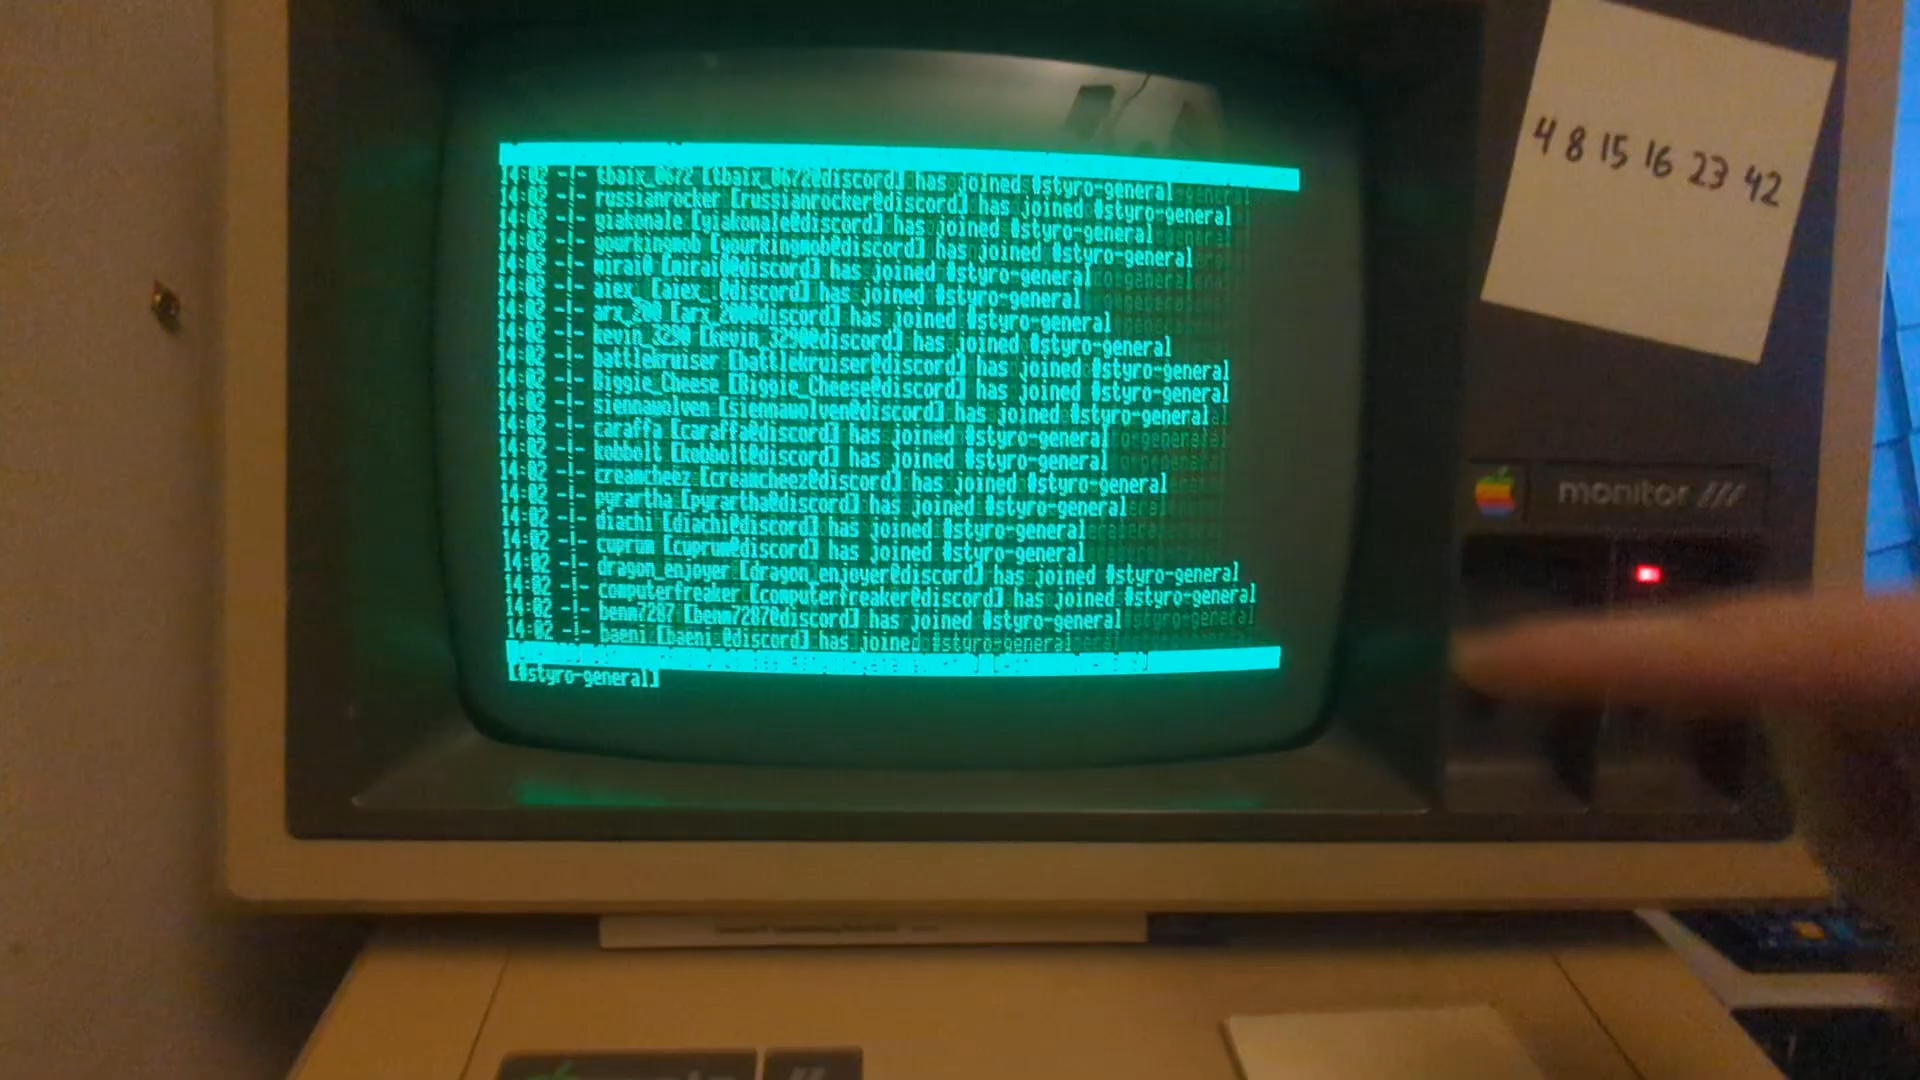 14:02 -!- tbaix_0672 [tbaix_0672@discord] has joined #styro-general
14:02 -!- russianrocker [russianrocker@discord] has joined #styro-general
14:02 -!- giakonale [giakonale@discord] has joined #styro-general
14:02 -!- yourkingmob [yourkingmob@discord] has joined #styro-general
14:02 -!- has joined #styro-general
14:02 -!- aiex_ [aiex_@discord] has joined #styro-general
14:02 -!- arx_200 [arx_200@discord] has joined #styro-general
14:02 -!- kevin_3290 [kevin_3290@discord] has joined #styro-general
14:02 -!- battlekruiser [battlekruiser@discord] has joined #styro-general
14:02 -!- Biggie_Cheese [Biggie_Cheese@discord] has joined #styro-general
14:02 -!- siennawolven [siennawolven@discord] has joined #styro-general
14:02 -!- caraffa [caraffa@discord] has joined #styro-general
14:02 -!- kobbolt [kobbolt@discord] has joined #styro-general
14:02 -!- creamcheez [creamcheez@discord] has joined #styro-general
14:02 -!- pyrartha [pyrartha@discord] has joined #styro-general
14:02 -!- diachi [diachi@discord] has joined #styro-general
14:02 -!- cuprum [cuprum@discord] has joined #styro-general
14:02 -!- dragon_enjoyer [dragon_enjoyer@discord] has joined #styro-general
14:02 -!- computerfreaker [computerfreaker@discord] has joined #styro-general
14:02 -!- bemm7287 [bemm7287@discord] has joined #styro-general
14:02 -!- baeni_ [baeni_@discord] has joined #styro-general
[#styro-general]
4 8 15 16 23 42
monitor ///